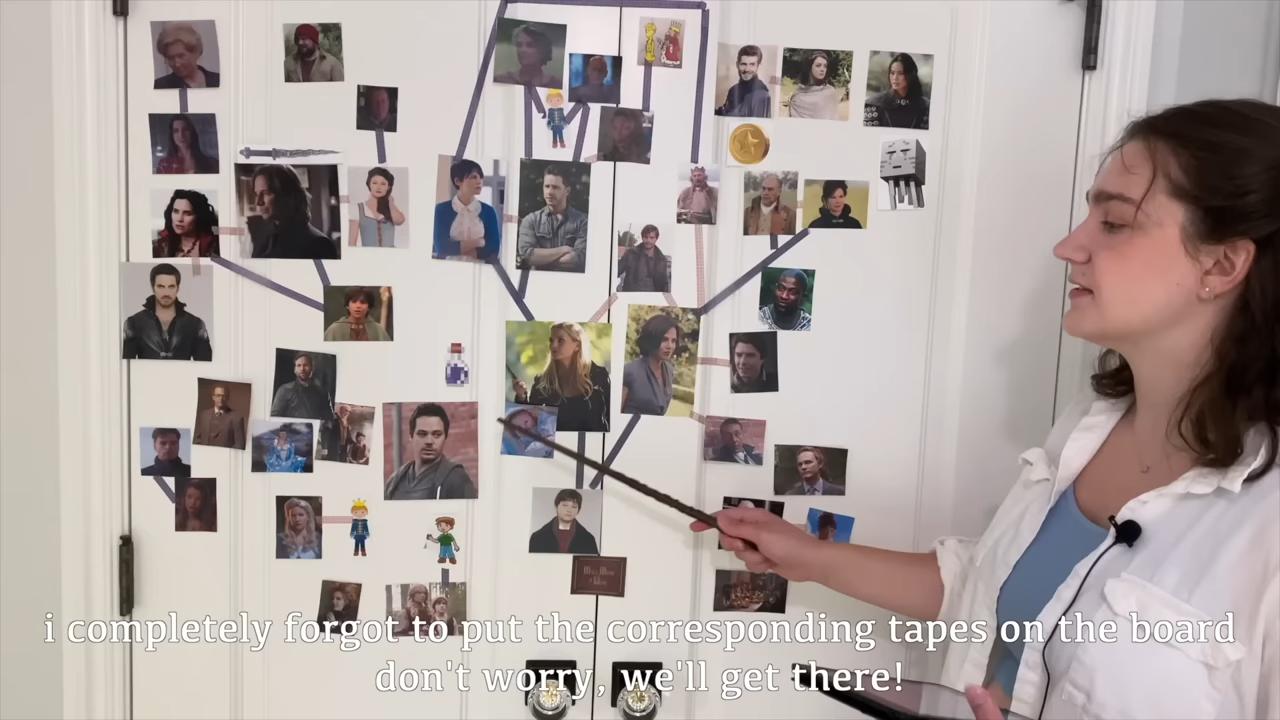 i completely forgot to put the corresponding tapes on the board
don't worry, we'll get there!